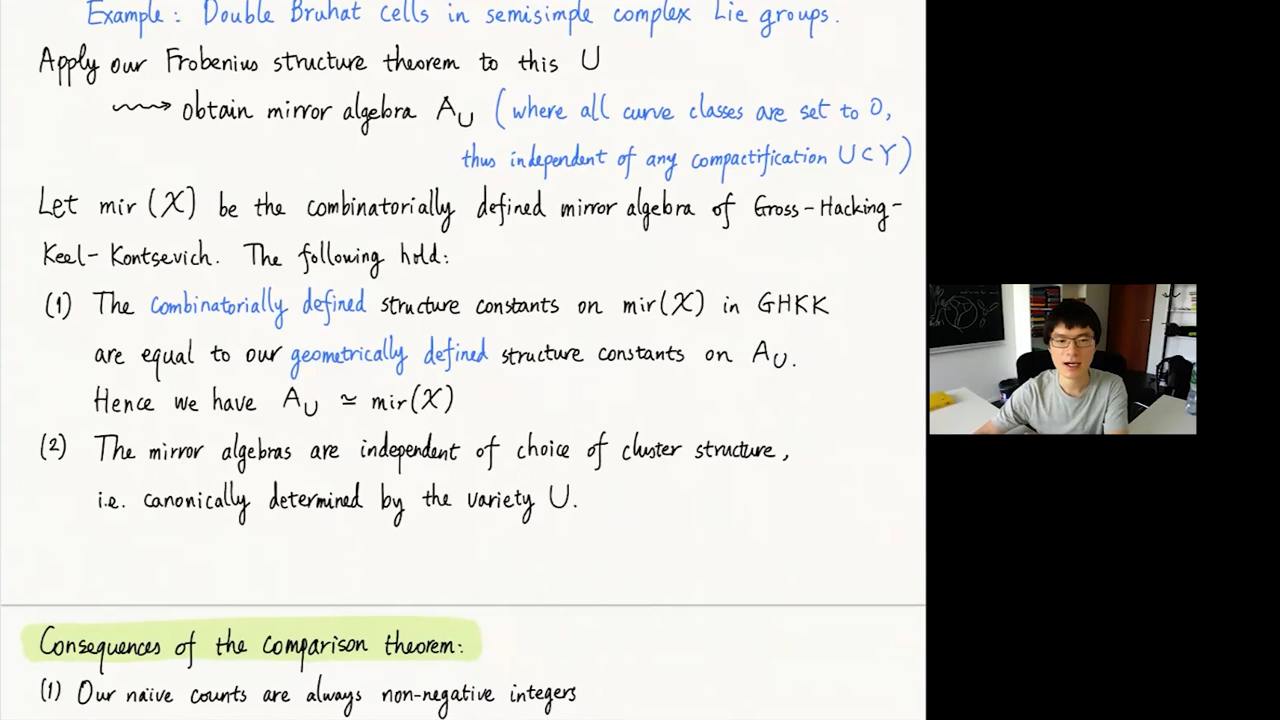 Example: Double Bruhat cells in semisimple complex Lie groups.
Apply our Frobenius structure theorem to this U
⟿ obtain mirror algebra A_U (where all curve classes are set to 0,
thus independent of any compactification U⊂Y)
Let mir(X) be the combinatorially defined mirror algebra of Gross-Hacking-
Keel-Kontsevich. The following hold:
(1) The combinatorially defined structure constants on mir(X) in GHKK
are equal to our geometrically defined structure constants on A_U.
Hence we have A_U ≃ mir(X)
(2) The mirror algebras are independent of choice of cluster structure,
i.e. canonically determined by the variety U.
Consequences of the comparison theorem:
(1) Our naïve counts are always non-negative integers